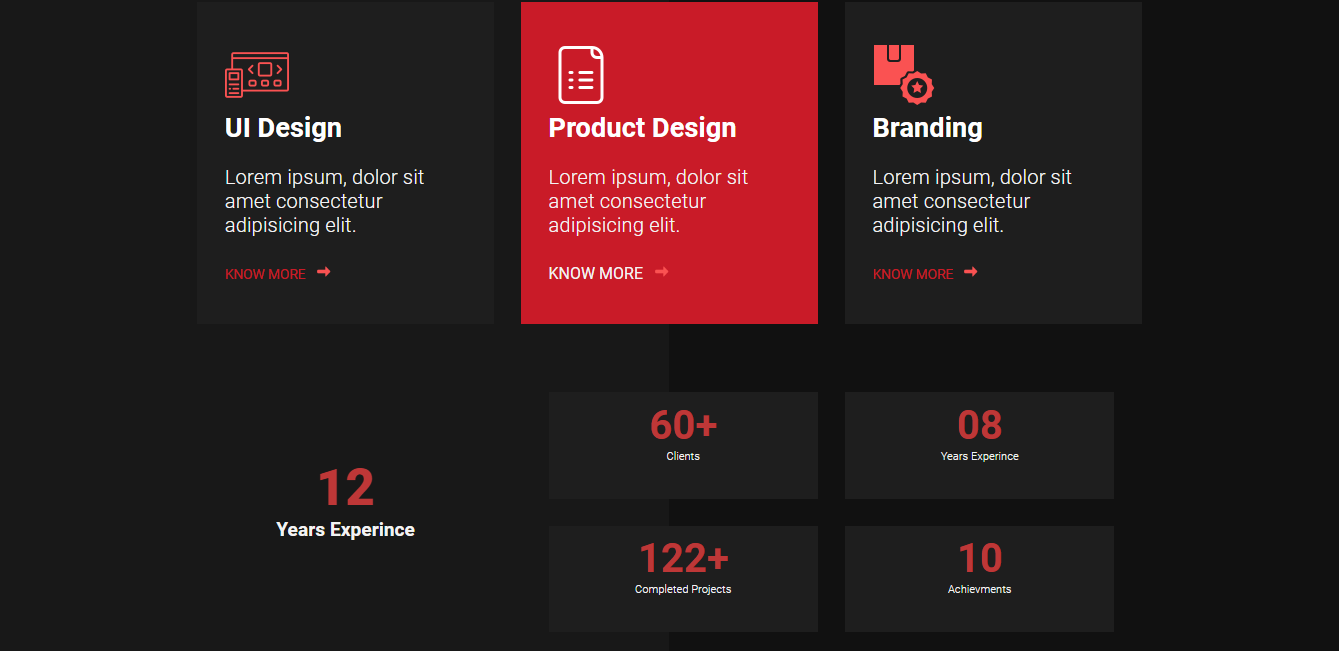 UI Design
Lorem ipsum, dolor sit
amet consectetur
adipisicing elit.
KNOW MORE
Product Design
Lorem ipsum, dolor sit
amet consectetur
adipisicing elit.
KNOW MORE
Branding
Lorem ipsum, dolor sit
amet consectetur
adipisicing elit.
KNOW MORE
12
Years Experince
60+
Clients
08
Years Experince
122+
Completed Projects
10
Achievments